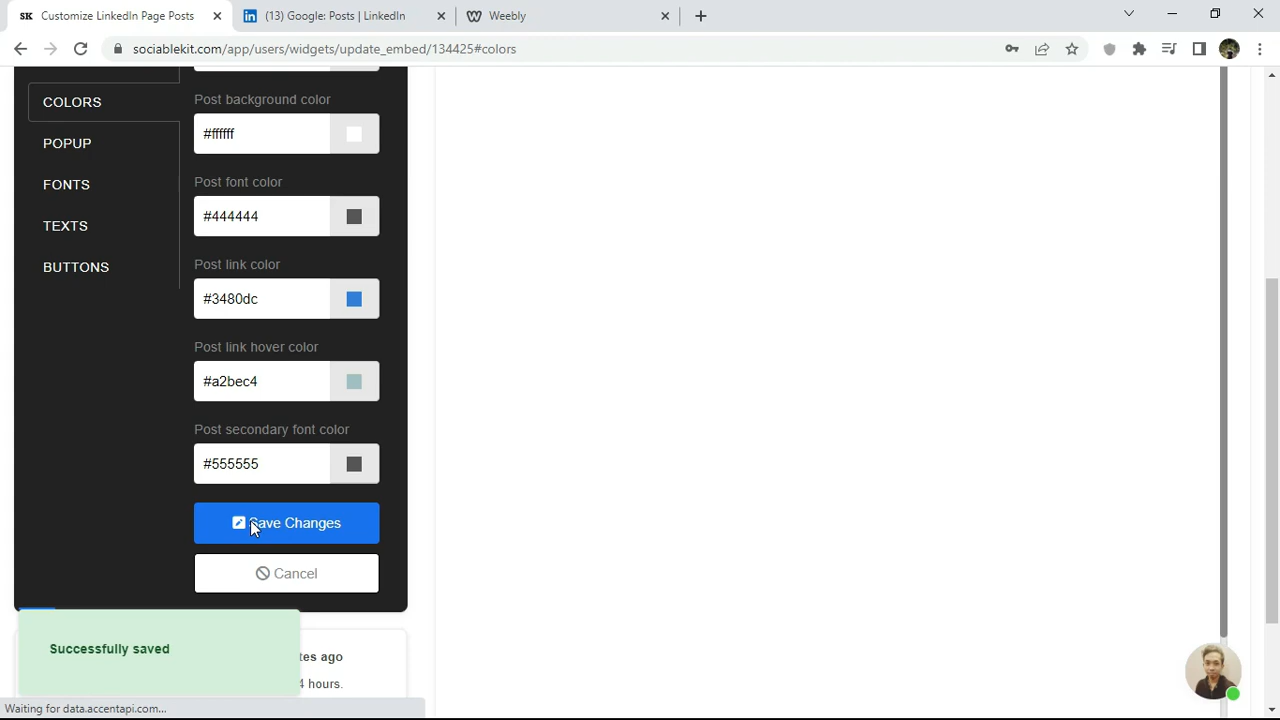 SK Customize LinkedIn Page Posts
in (13) Google: Posts | LinkedIn
Weebly
sociablekit.com/app/users/widgets/update_embed/134425#colors
COLORS
POPUP
FONTS
TEXTS
BUTTONS
Post background color
#ffffff
Post font color
#444444
Post link color
#3480dc
Post link hover color
#a2bec4
Post secondary font color
#555555
Save Changes
Cancel
Successfully saved
tes ago
4 hours.
Waiting for data.accentapi.com...